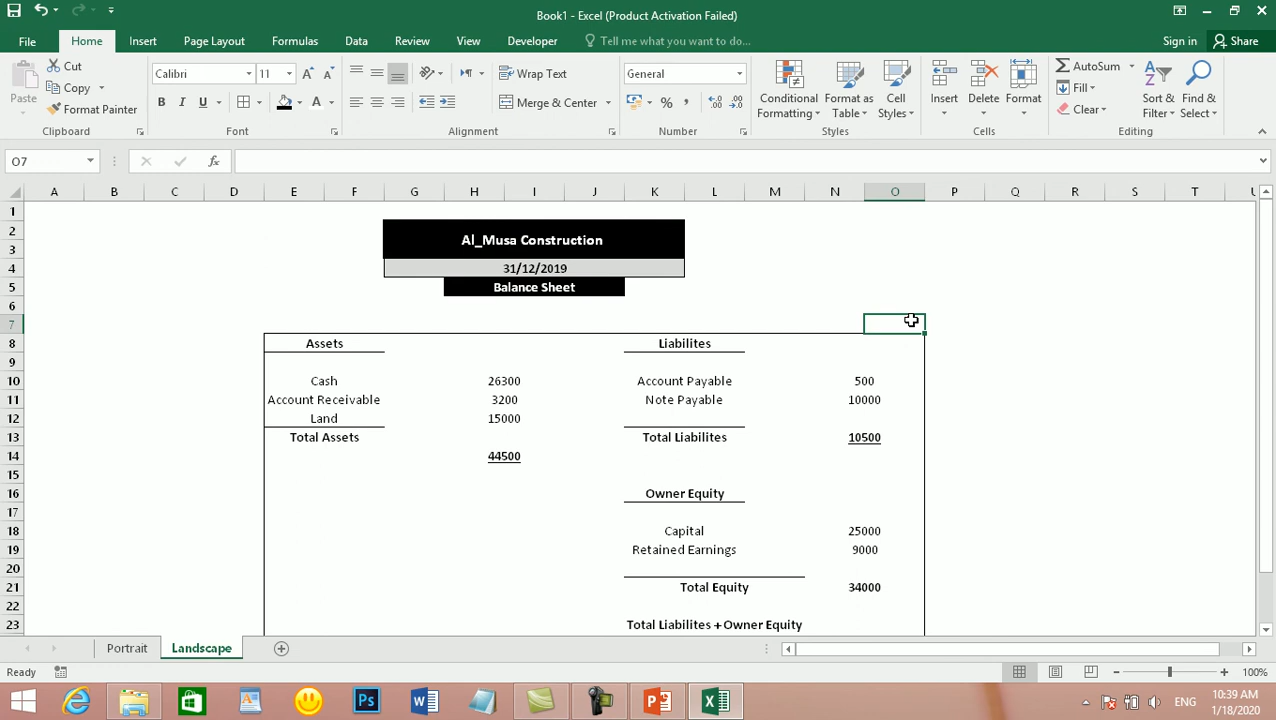 Book1 - Excel (Product Activation Failed)
File Home Insert Page Layout Formulas Data Review View Developer Tell me what you want to do... Sign in Share
Paste Cut Copy Format Painter
Calibri 11 B I U A A A
Wrap Text Merge & Center
General %
Conditional Formatting Format as Table Cell Styles
Insert Delete Format
AutoSum Fill Clear Sort & Filter Find & Select
Clipboard Font Alignment Number Styles Cells Editing
O7 fx
A B C D E F G H I J K L M N O P Q R S T U
1
2
Al_Musa Construction
3
4 31/12/2019
5 Balance Sheet
6
7
8 Assets Liabilites
9
10 Cash 26300 Account Payable 500
11 Account Receivable 3200 Note Payable 10000
12 Land 15000
13 Total Assets Total Liabilites 10500
14 44500
15
16 Owner Equity
17
18 Capital 25000
19 Retained Earnings 9000
20
21 Total Equity 34000
22
23 Total Liabilites +Owner Equity
Portrait Landscape
Ready 100%
Ps W P X ENG 10:39 AM
1/18/2020